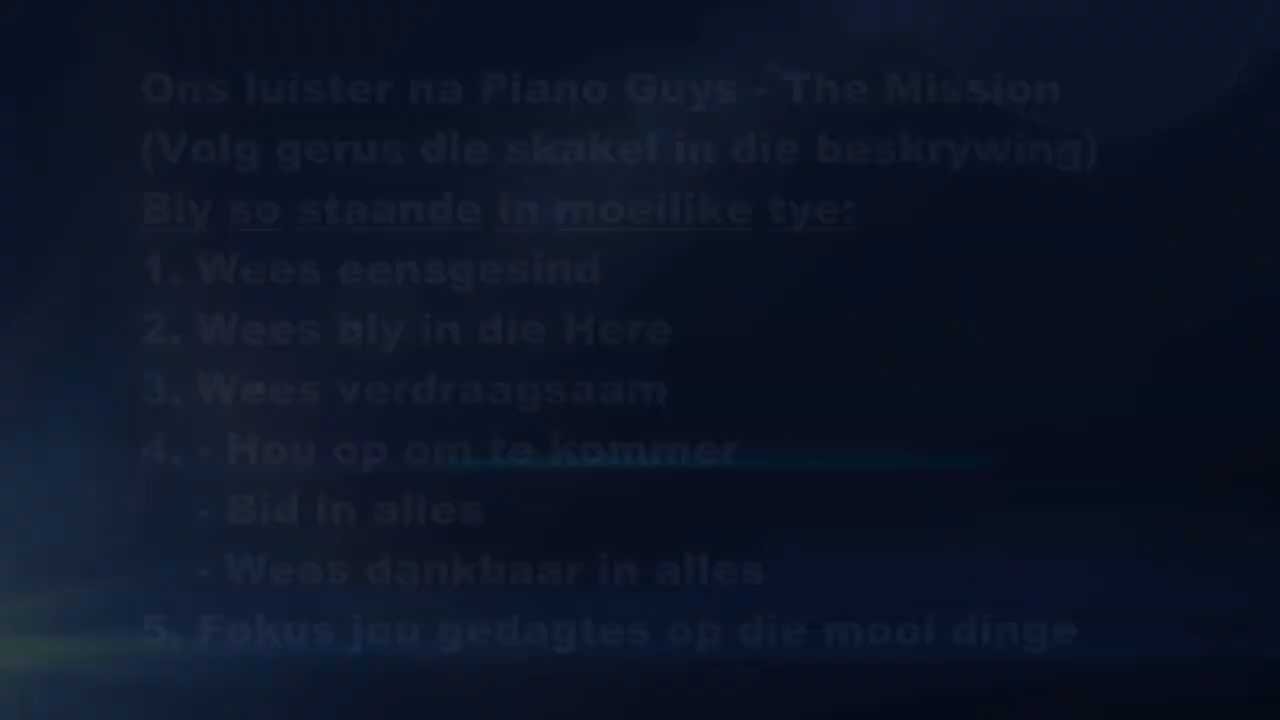 Ons luister na Piano Guys - The Mission
(Volg gerus die skakel in die beskrywing)
Bly so staande in moeilike tye:
1. Wees eensgesind
2. Wees bly in die Here
3. Wees verdraagsaam
4. - Hou op om te kommer
- Bid in alles
- Wees dankbaar in alles
5. Fokus jou gedagtes op die mooi dinge